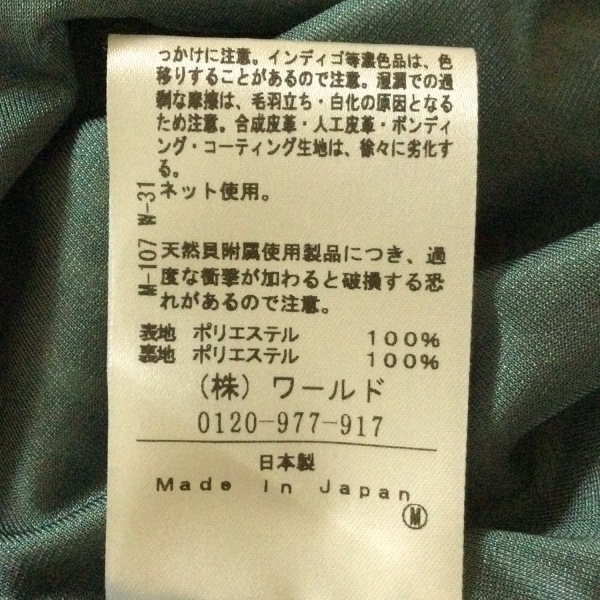 っかけに注意。インディゴ等濃色品は、色
移りすることがあるので注意。湿潤での過
剰な摩擦は、毛羽立ち・白化の原因となる
ため注意。合成皮革・人工皮革・ボンディ
ング・コーティング生地は、徐々に劣化す
る。
ネット使用。
天然貝附属使用製品につき、過
度な衝撃が加わると破損する恐
れがあるので注意。
M-107 W-31
表地 ポリエステル 100%
裏地 ポリエステル 100%
(株)ワールド
0120-977-917
日本製
Made in Japan
M